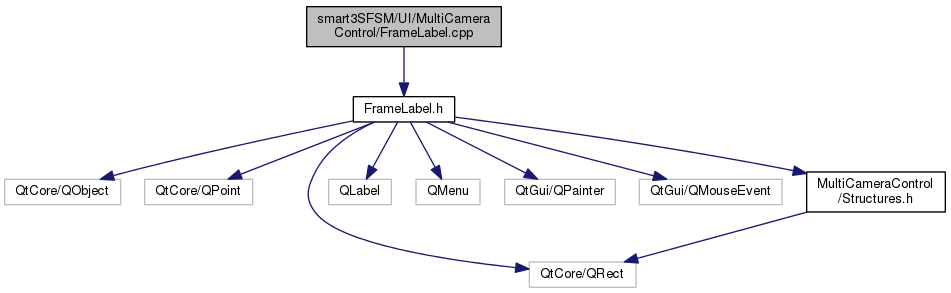 smart3SFSM/UI/MultiCamera
Control/FrameLabel.cpp
FrameLabel.h
QtCore/QObject
QtCore/QPoint
QLabel
QMenu
QtGui/QPainter
QtGui/QMouseEvent
MultiCameraControl
/Structures.h
QtCore/QRect